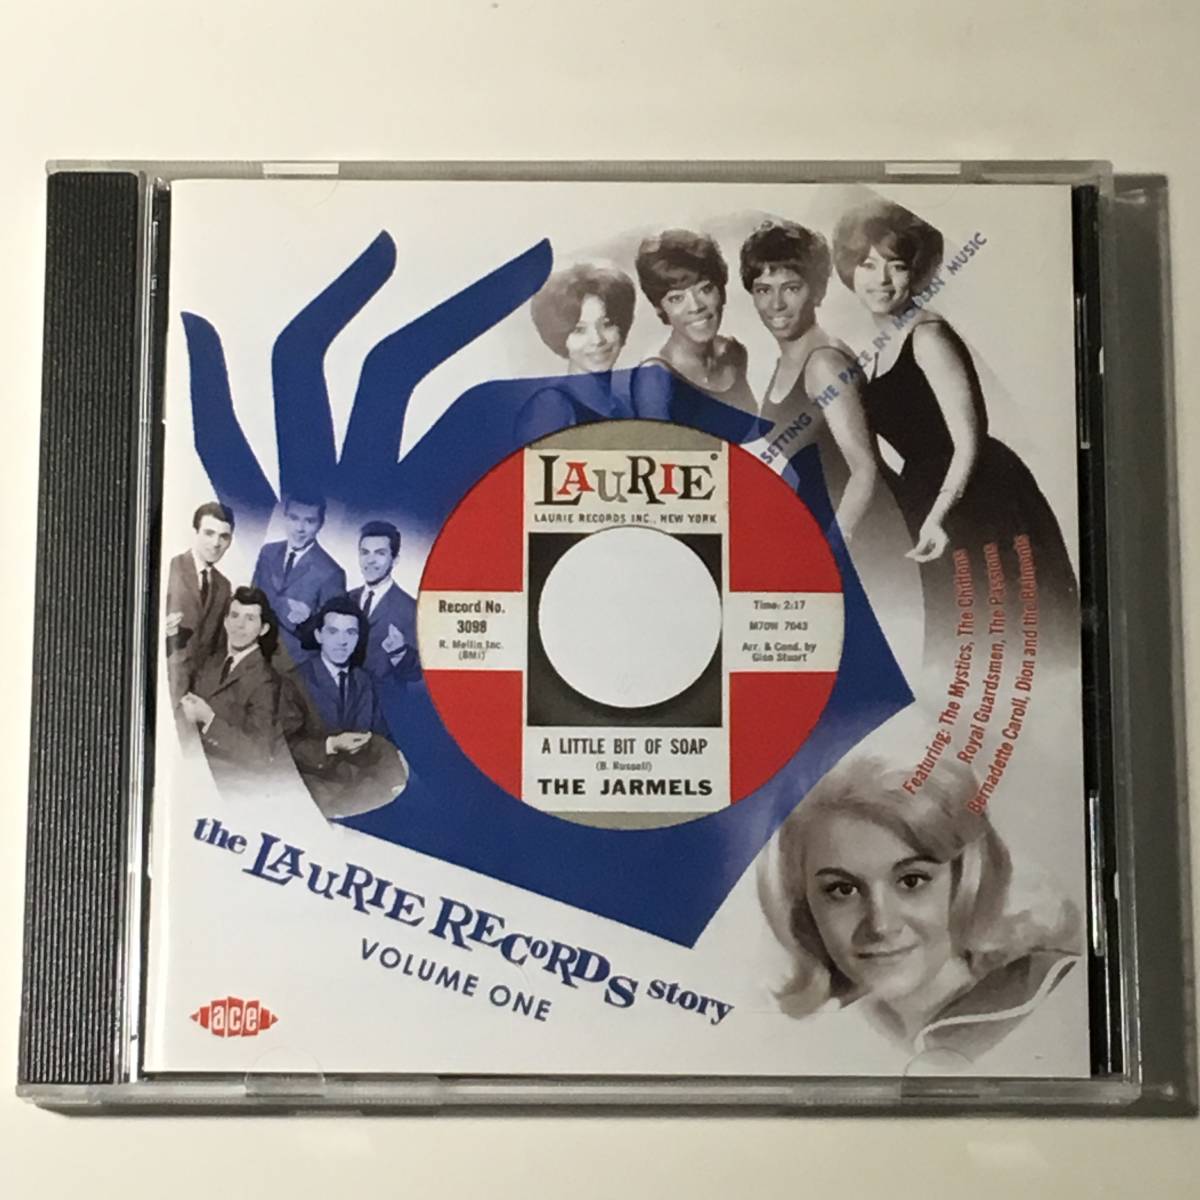 SETTING THE PACE IN MODERN MUSIC
LAURIE
LAURIE RECORDS INC., NEW YORK
Record No.
3098
R. Mellin, Inc.
(BMI)
Time: 2:17
M7OW 7643
Arr. & Cond. by
Glen Stuart
A LITTLE BIT OF SOAP
(B. Russell)
THE JARMELS
Featuring: The Mystics, The Chiffons
Royal Guardsmen, The Passions
Bernadette Caroll, Dion and the Belmonts
the LAURIE RECORDS story
VOLUME ONE
ace